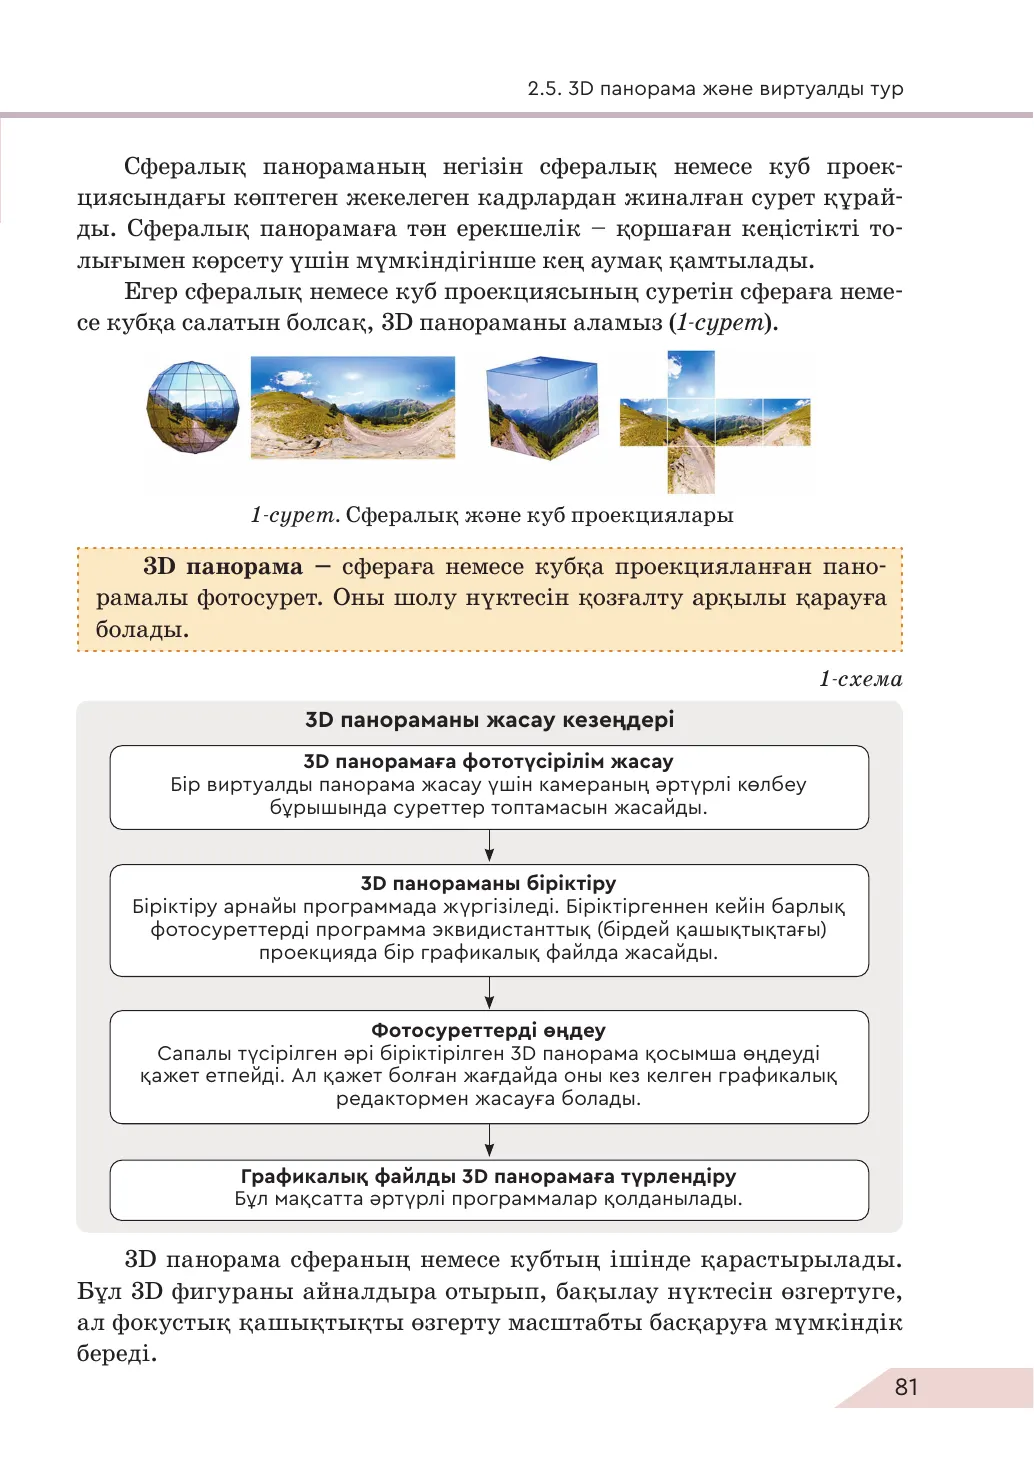 2.5. 3D панорама және виртуалды тур
Сфералық панораманың негізін сфералық немесе куб проек-
циясындағы көптеген жекелеген кадрлардан жиналған сурет құрай-
ды. Сфералық панорамаға тән ерекшелік – қоршаған кеңістікті то-
лығымен көрсету үшін мүмкіндігінше кең аумақ қамтылады.
Егер сфералық немесе куб проекциясының суретін сфераға неме-
се кубқа салатын болсақ, 3D панораманы аламыз (1-сурет).
1-сурет. Сфералық және куб проекциялары
3D панорама – сфераға немесе кубқа проекцияланған пано-
рамалы фотосурет. Оны шолу нүктесін қозғалту арқылы қарауға
болады.
1-схема
3D панораманы жасау кезеңдері
3D панорамаға фототүсірілім жасау
Бір виртуалды панорама жасау үшін камераның әртүрлі көлбеу
бұрышында суреттер топтамасын жасайды.
3D панораманы біріктіру
Біріктіру арнайы программада жүргізіледі. Біріктіргеннен кейін барлық
фотосуреттерді программа эквидистанттық (бірдей қашықтықтағы)
проекцияда бір графикалық файлда жасайды.
Фотосуреттерді өңдеу
Сапалы түсірілген әрі біріктірілген 3D панорама қосымша өңдеуді
қажет етпейді. Ал қажет болған жағдайда оны кез келген графикалық
редактормен жасауға болады.
Графикалық файлды 3D панорамаға түрлендіру
Бұл мақсатта әртүрлі программалар қолданылады.
3D панорама сфераның немесе кубтың ішінде қарастырылады.
Бұл 3D фигураны айналдыра отырып, бақылау нүктесін өзгертуге,
ал фокустық қашықтықты өзгерту масштабты басқаруға мүмкіндік
береді.
81